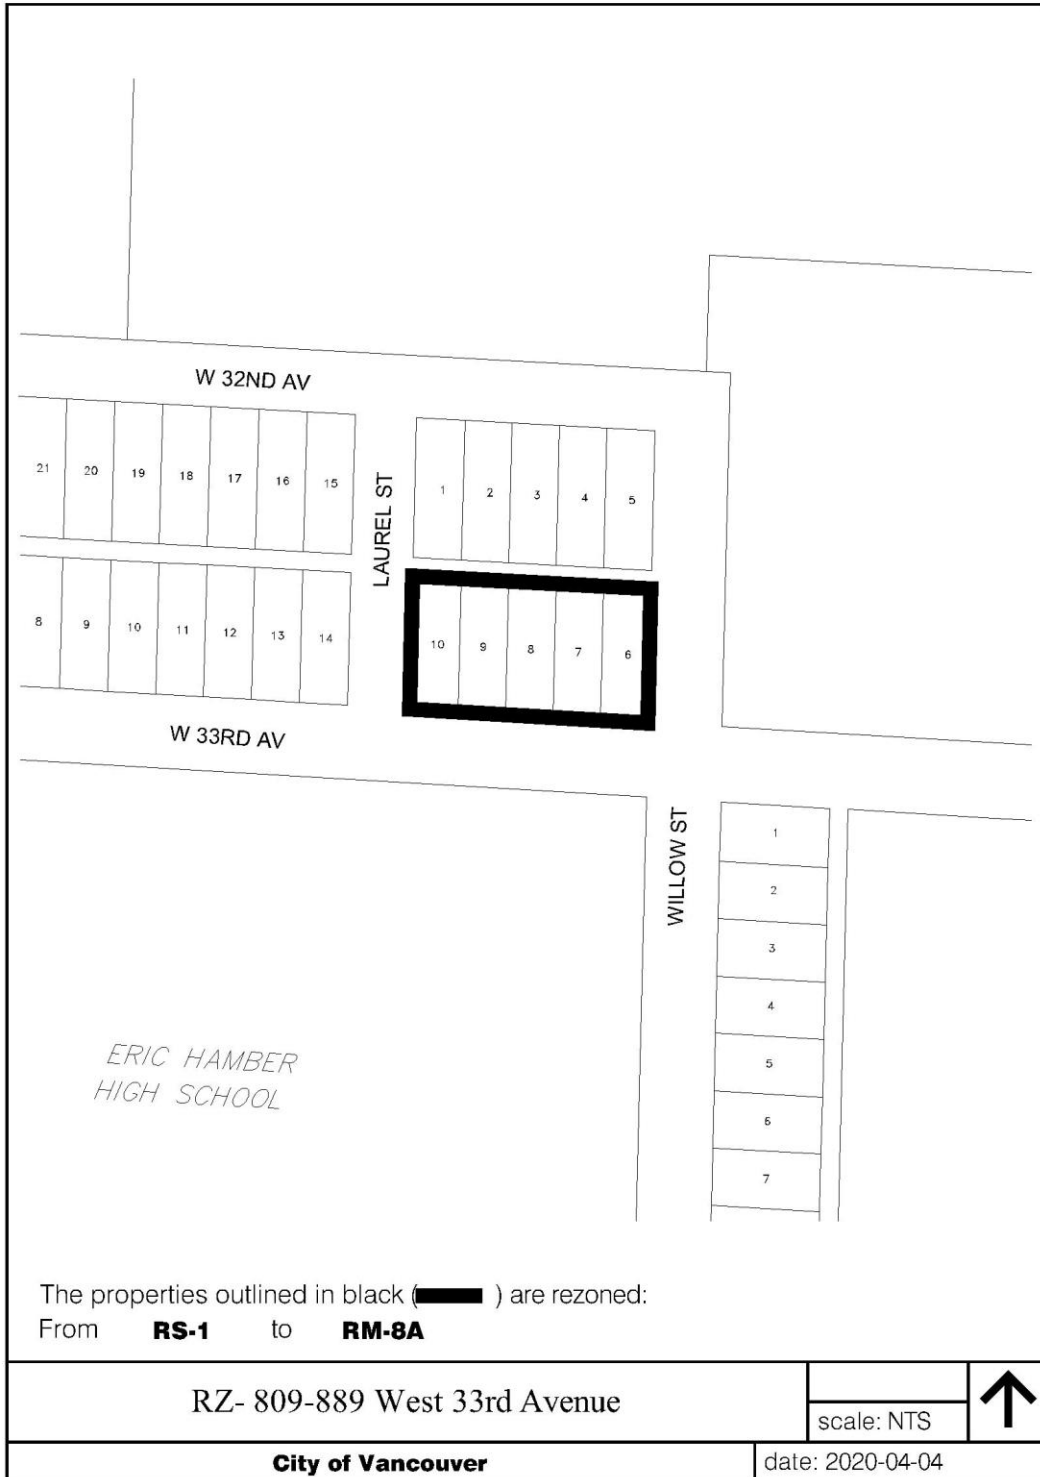 W 32ND AV
21 20 19 18 17 16 15
LAUREL ST
1 2 3 4 5
8 9 10 11 12 13 14
10 9 8 7 6
W 33RD AV
WILLOW ST
1
2
3
4
5
6
7
ERIC HAMBER
HIGH SCHOOL
The properties outlined in black ( ) are rezoned:
From RS-1 to RM-8A
RZ- 809-889 West 33rd Avenue
scale: NTS
City of Vancouver
date: 2020-04-04